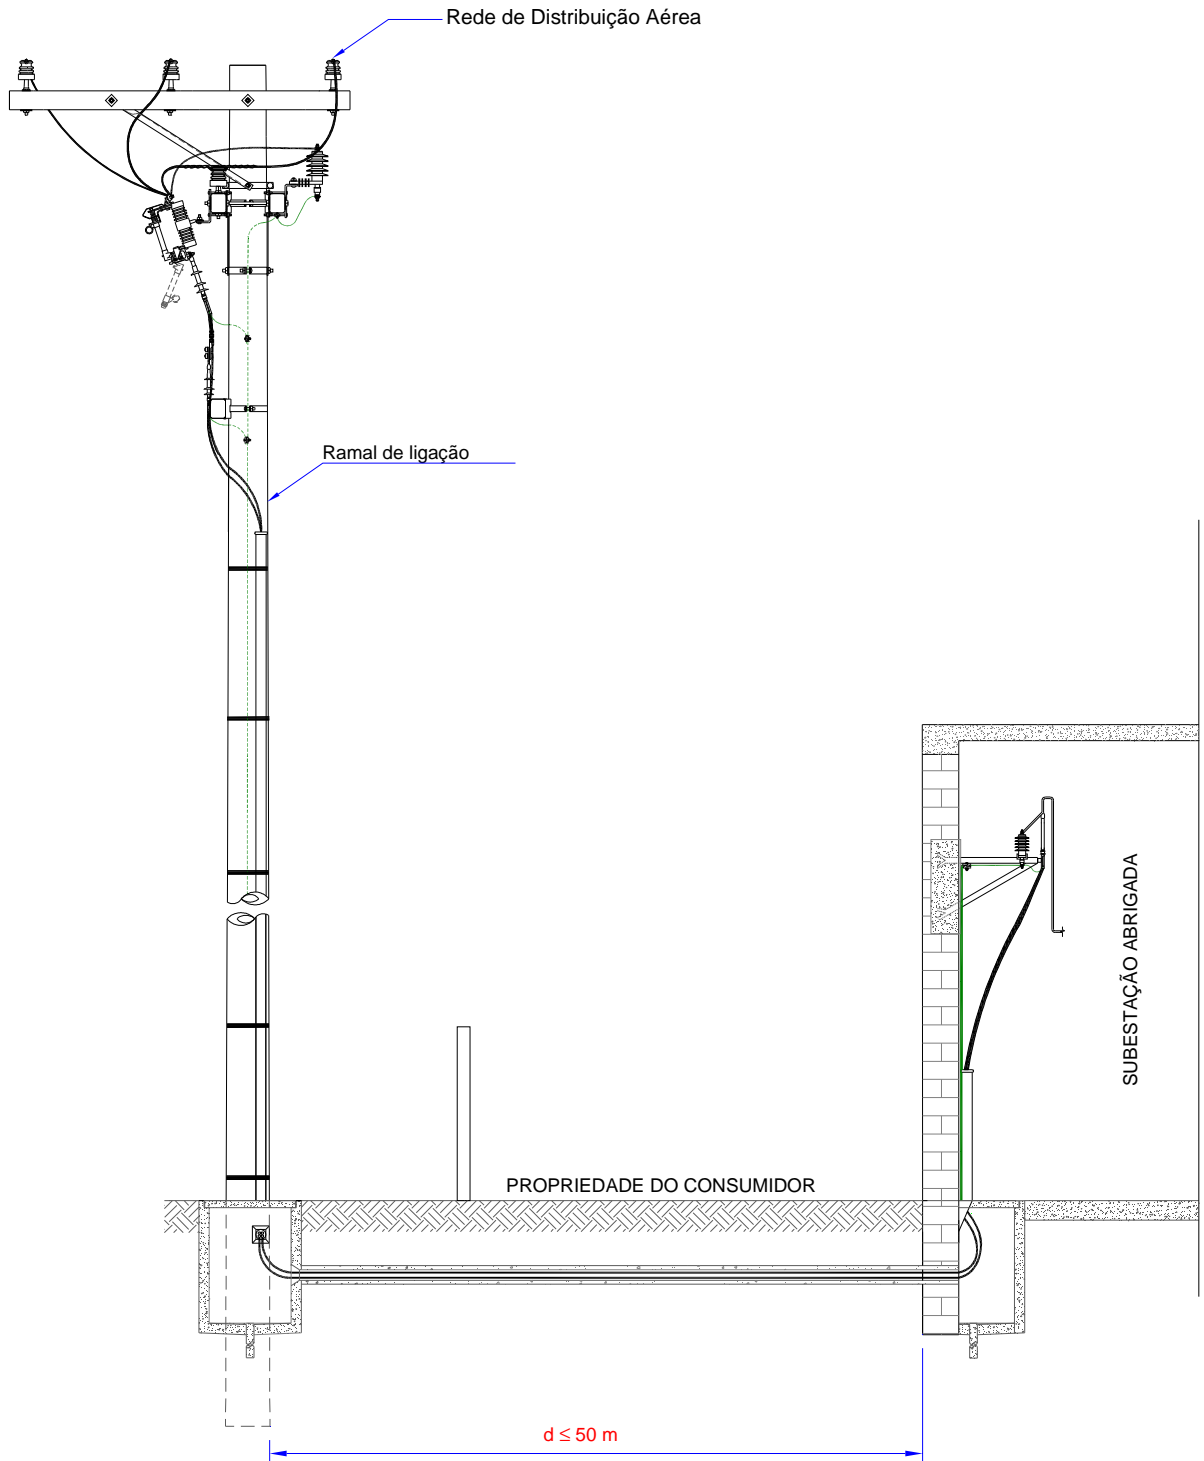 Rede de Distribuição Aérea
Ramal de ligação
SUBESTAÇÃO ABRIGADA
PROPRIEDADE DO CONSUMIDOR
d ≤ 50 m